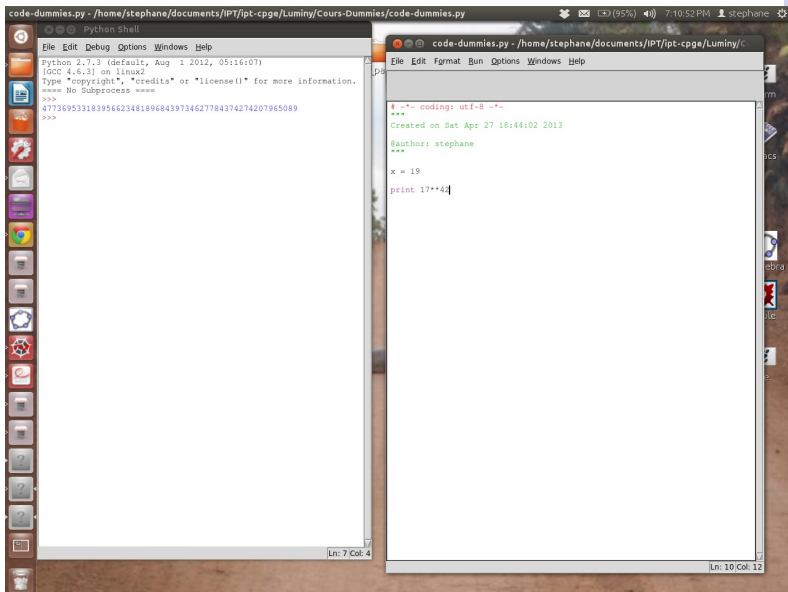 code-dummies.py - /home/stephane/documents/IPT/ipt-cpge/Luminy/Cours-Dummies/code-dummies.py
(95%) 7:10:52 PM stephane
Python Shell
File Edit Debug Options Windows Help
Python 2.7.3 (default, Aug 1 2012, 05:16:07)
[GCC 4.6.3] on linux2
Type "copyright", "credits" or "license()" for more information.
==== No Subprocess ====
>>>
4773695331839566234818968439734627784374274207965089
>>>
Ln: 7 Col: 4
code-dummies.py - /home/stephane/documents/IPT/ipt-cpge/Luminy/C
File Edit Format Run Options Windows Help
# -*- coding: utf-8 -*-
"""
Created on Sat Apr 27 18:44:02 2013
@author: stephane
"""
x = 19
print 17**42
Ln: 10 Col: 12